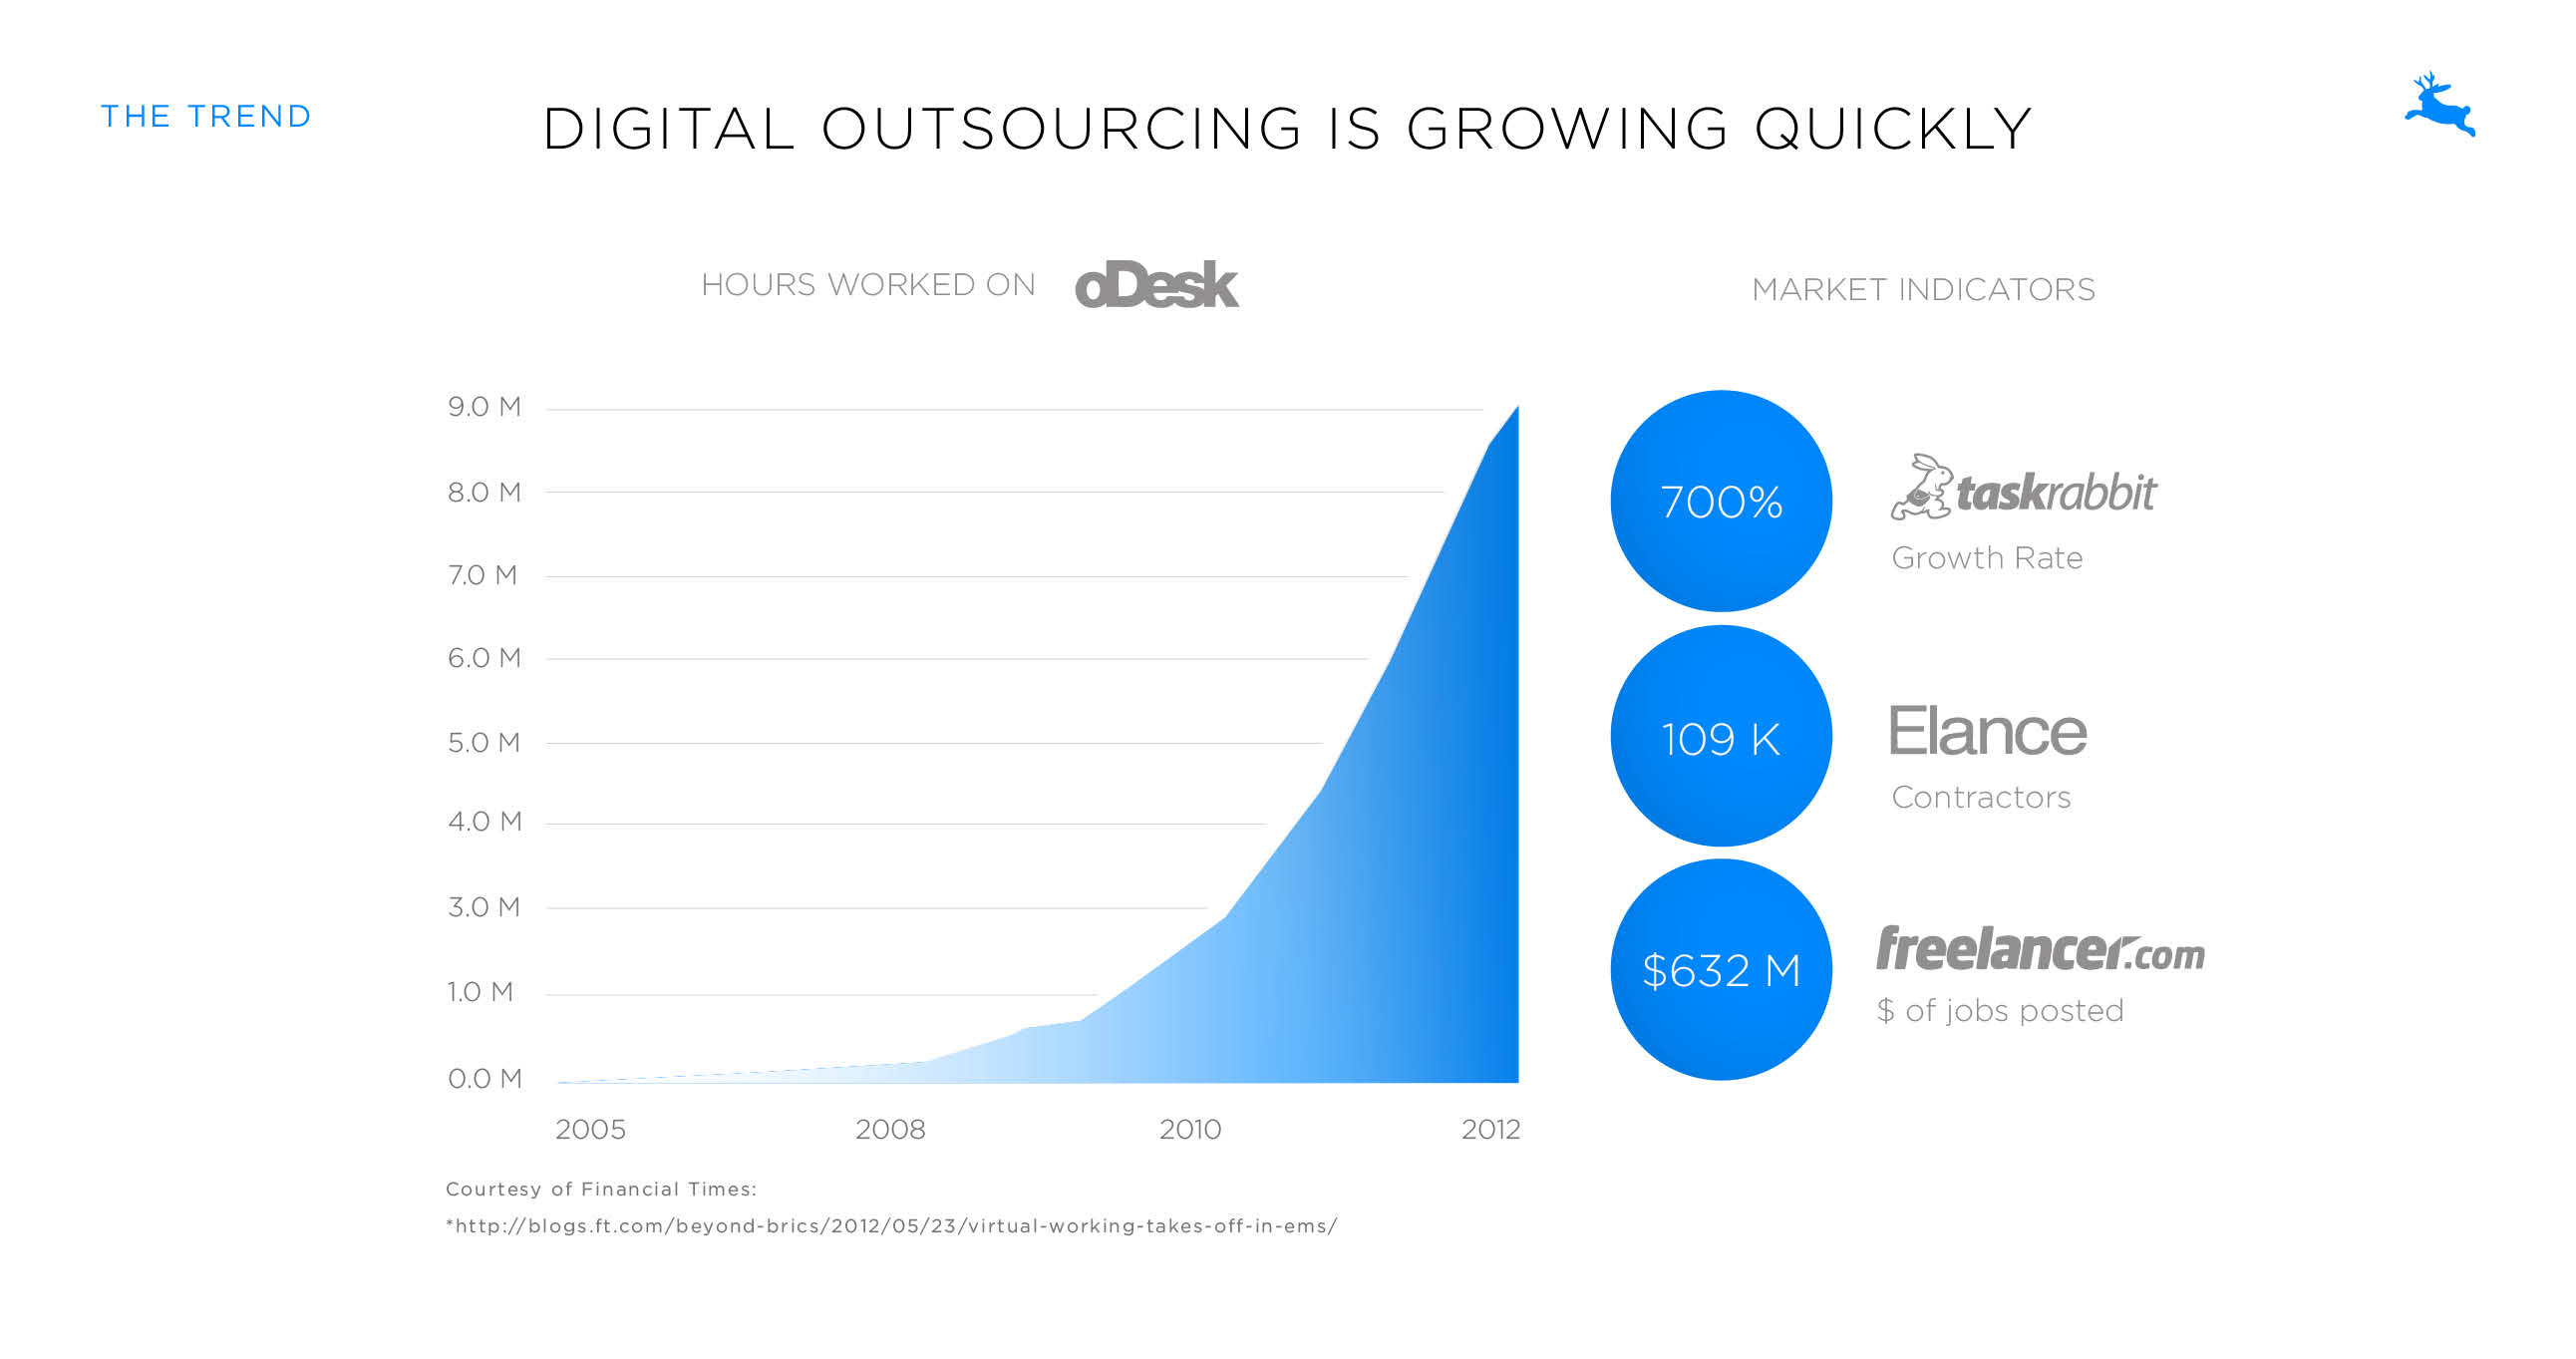 THE TREND
DIGITAL OUTSOURCING IS GROWING QUICKLY
HOURS WORKED ON oDesk
MARKET INDICATORS
9.0 M
8.0 M
7.0 M
6.0 M
5.0 M
4.0 M
3.0 M
1.0 M
0.0 M
2005 2008 2010 2012
700%
taskrabbit
Growth Rate
109 K
Elance
Contractors
$632 M
freelancer.com
$ of jobs posted
Courtesy of Financial Times:
*http://blogs.ft.com/beyond-brics/2012/05/23/virtual-working-takes-off-in-ems/